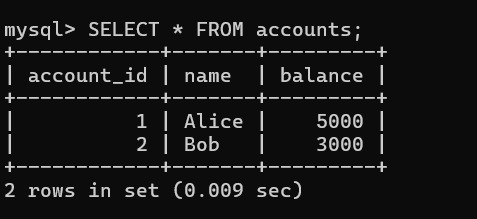 mysql> SELECT * FROM accounts;
+------------+-------+---------+
| account_id | name  | balance |
+------------+-------+---------+
|          1 | Alice |    5000 |
|          2 | Bob   |    3000 |
+------------+-------+---------+
2 rows in set (0.009 sec)